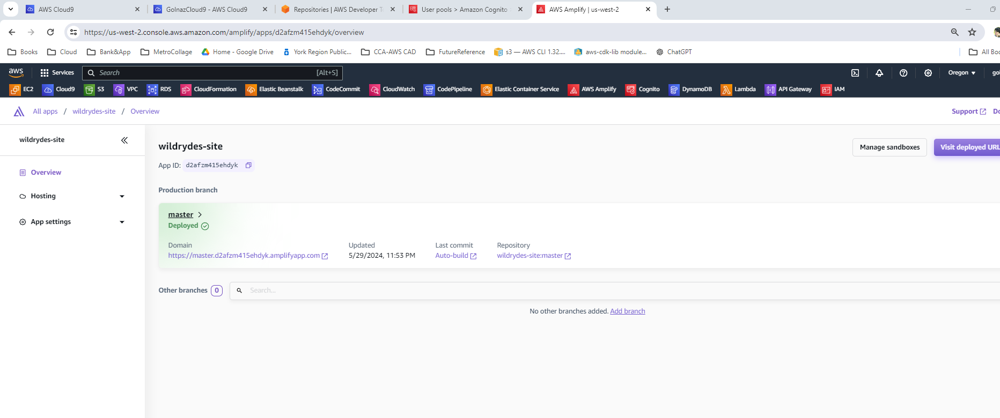 AWS Cloud9
GolnazCloud9 - AWS Cloud9
Repositories | AWS Developer T
User pools > Amazon Cognito
AWS Amplify | us-west-2
https://us-west-2.console.aws.amazon.com/amplify/apps/d2afzm415ehdyk/overview
Books
Cloud
Bank&App
MetroCollage
Home - Google Drive
York Region Public...
CCA-AWS CAD
FutureReference
s3 — AWS CLI 1.32....
aws-cdk-lib module...
ChatGPT
All Boo
aws
Services
Search
[Alt+S]
Oregon
gol
EC2
Cloud9
S3
VPC
RDS
CloudFormation
Elastic Beanstalk
CodeCommit
CloudWatch
CodePipeline
Elastic Container Service
AWS Amplify
Cognito
DynamoDB
Lambda
API Gateway
IAM
All apps / wildrydes-site / Overview
Support
Do
wildrydes-site
Overview
Hosting
App settings
wildrydes-site
Manage sandboxes
Visit deployed URL
App ID: d2afzm415ehdyk
Production branch
master
Deployed
Domain
https://master.d2afzm415ehdyk.amplifyapp.com
Updated
5/29/2024, 11:53 PM
Last commit
Auto-build
Repository
wildrydes-site:master
Other branches 0
Search...
No other branches added. Add branch